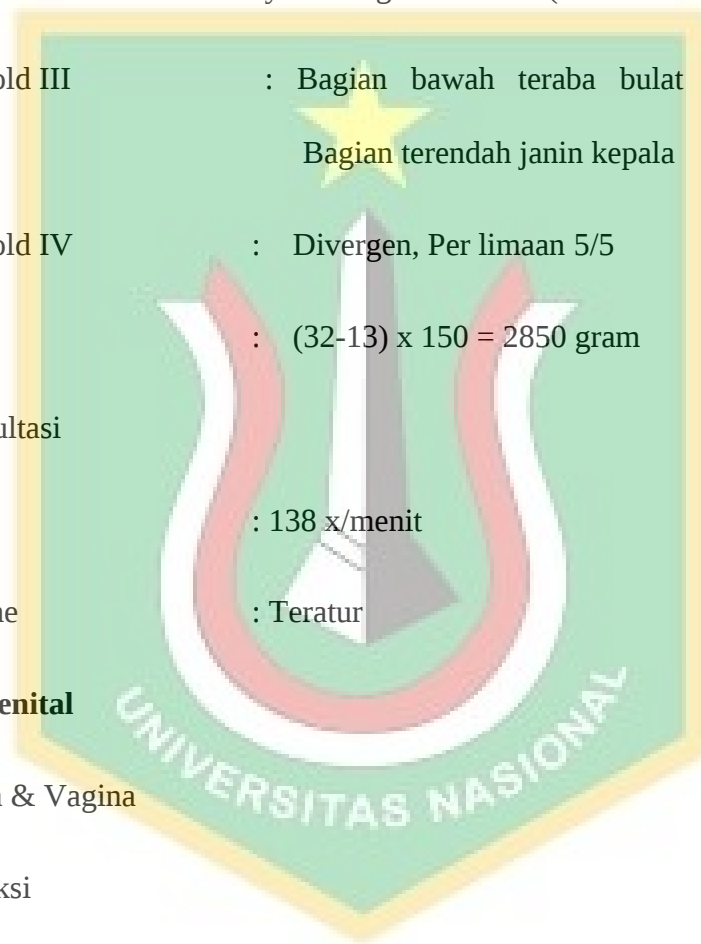 old III : Bagian bawah teraba bulat
Bagian terendah janin kepala
old IV : Divergen, Per limaan 5/5
: (32-13) x 150 = 2850 gram
ultasi
: 138 x/menit
ne : Teratur
enital
a & Vagina
ksi
UNIVERSITAS NASIONAL